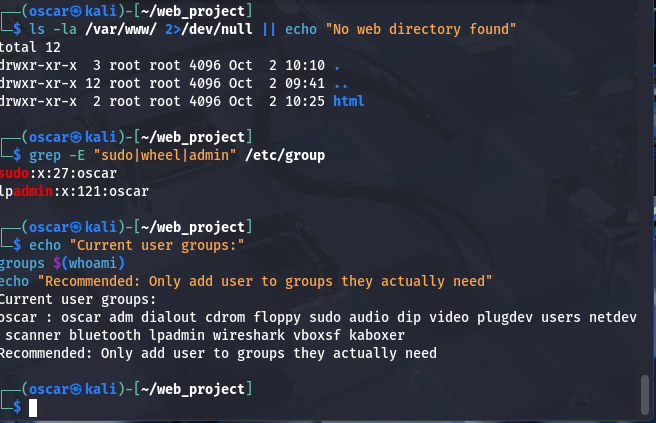 ┌──(oscar㉿kali)-[~/web_project]
└─$ ls -la /var/www/ 2>/dev/null || echo "No web directory found"
total 12
drwxr-xr-x  3 root root 4096 Oct  2 10:10 .
drwxr-xr-x 12 root root 4096 Oct  2 09:41 ..
drwxr-xr-x  2 root root 4096 Oct  2 10:25 html
┌──(oscar㉿kali)-[~/web_project]
└─$ grep -E "sudo|wheel|admin" /etc/group
sudo:x:27:oscar
lpadmin:x:121:oscar
┌──(oscar㉿kali)-[~/web_project]
└─$ echo "Current user groups:"
groups $(whoami)
echo "Recommended: Only add user to groups they actually need"
Current user groups:
oscar : oscar adm dialout cdrom floppy sudo audio dip video plugdev users netdev
scanner bluetooth lpadmin wireshark vboxsf kaboxer
Recommended: Only add user to groups they actually need
┌──(oscar㉿kali)-[~/web_project]
└─$